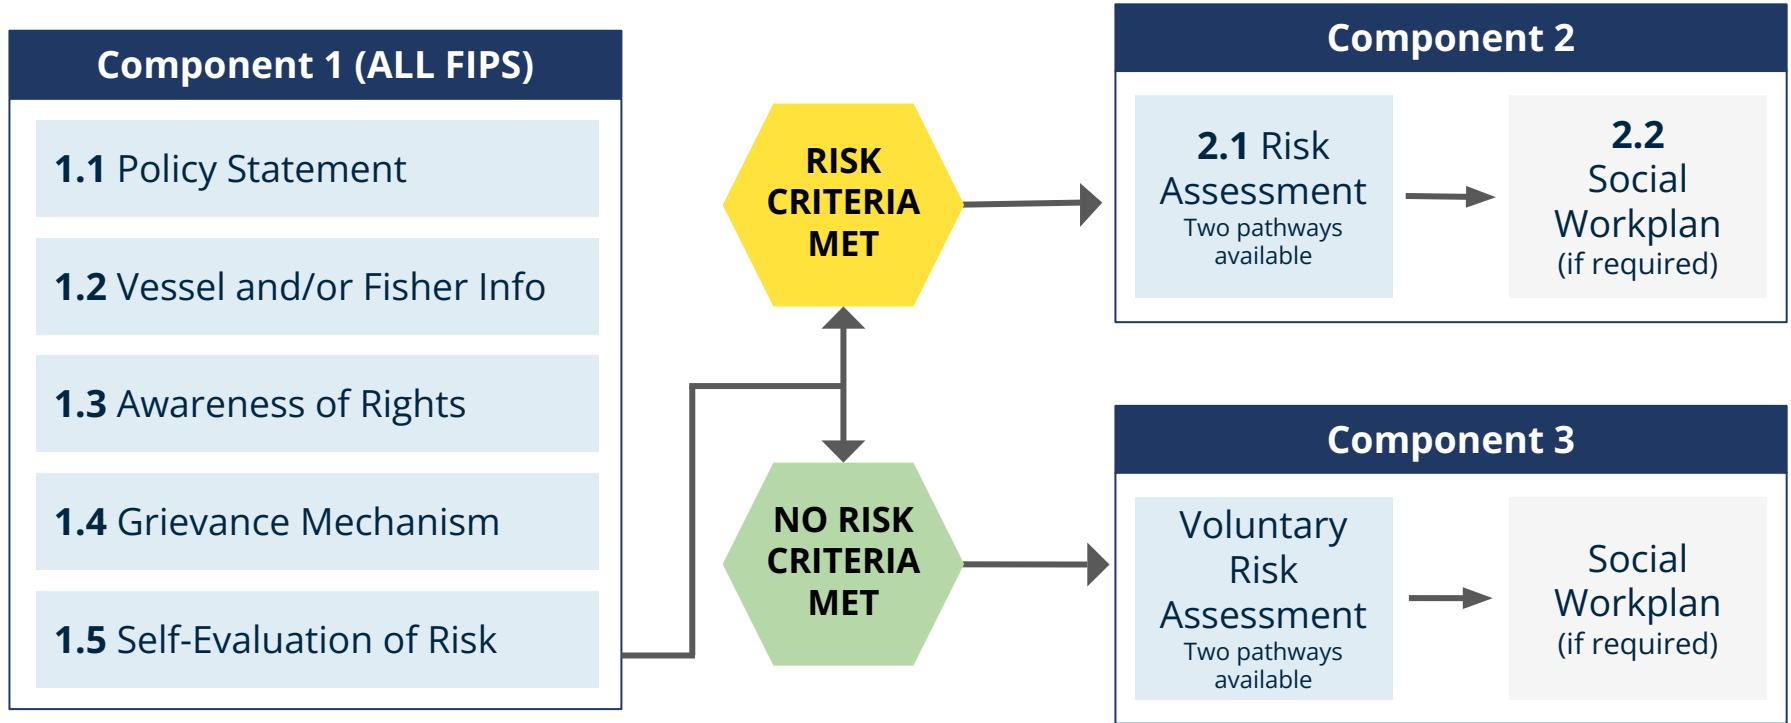 Component 1 (ALL FIPS)
1.1 Policy Statement
1.2 Vessel and/or Fisher Info
1.3 Awareness of Rights
1.4 Grievance Mechanism
1.5 Self-Evaluation of Risk
RISK
CRITERIA
MET
NO RISK
CRITERIA
MET
Component 2
2.1 Risk
Assessment
Two pathways
available
2.2
Social
Workplan
(if required)
Component 3
Voluntary
Risk
Assessment
Two pathways
available
Social
Workplan
(if required)